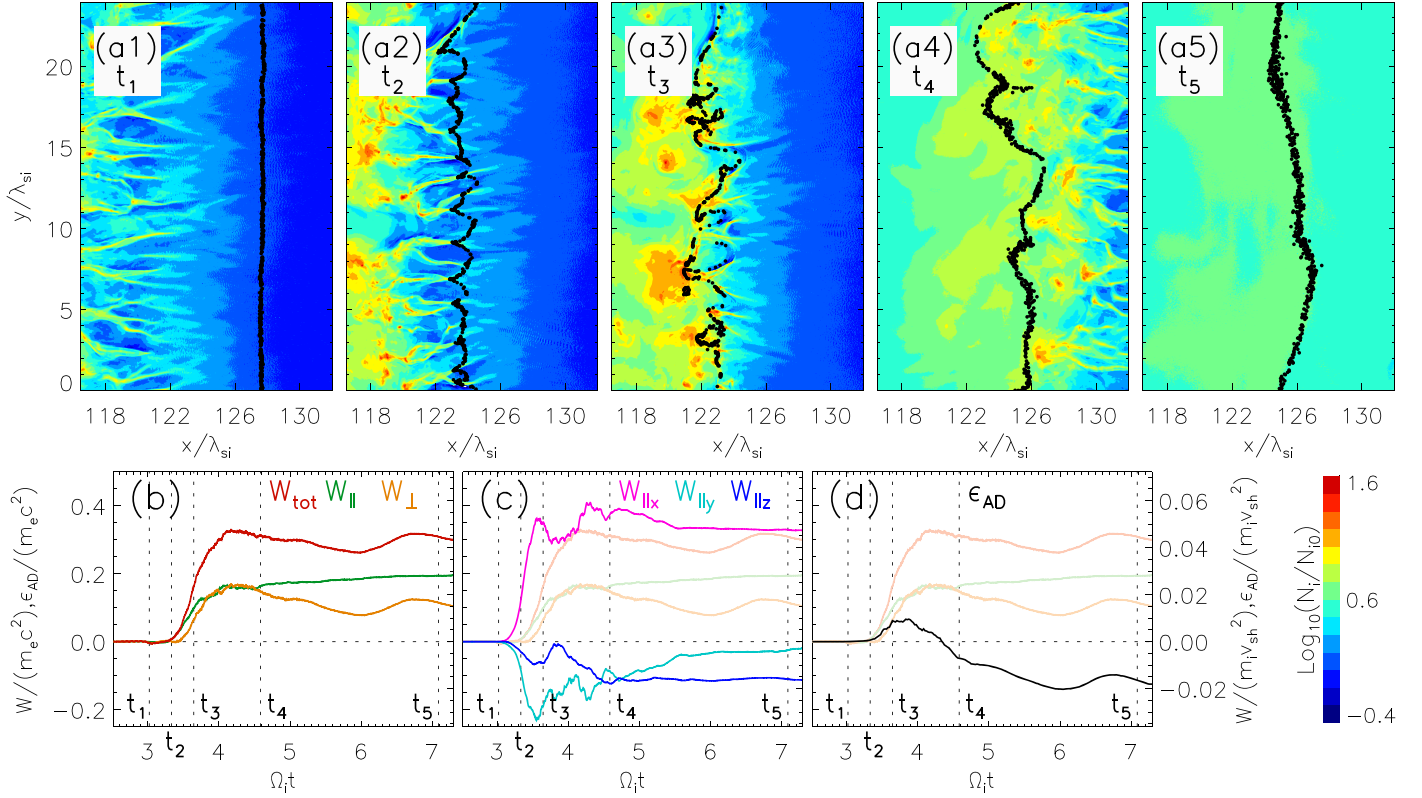 (a1) t₁
(a2) t₂
(a3) t₃
(a4) t₄
(a5) t₅
20
15
10
5
0
y/λsi
118 122 126 130
118 122 126 130
118 122 126 130
118 122 126 130
118 122 126 130
x/λsi
x/λsi
x/λsi
x/λsi
x/λsi
(b) Wtot W∥ W⊥
(c) W∥x W∥y W∥z
(d) ϵAD
0.4
0.2
0.0
−0.2
W/(mₑc²),ϵAD/(mₑc²)
t₁ t₂ t₃ t₄ t₅
t₁ t₂ t₃ t₄ t₅
t₁ t₂ t₃ t₄ t₅
3 4 5 6 7
3 4 5 6 7
3 4 5 6 7
Ωᵢt
Ωᵢt
Ωᵢt
0.06
0.04
0.02
0.00
−0.02
W/(mᵢvsh²),ϵAD/(mᵢvsh²)
Log₁₀(Nᵢ/Nᵢ₀)
1.6
0.6
−0.4